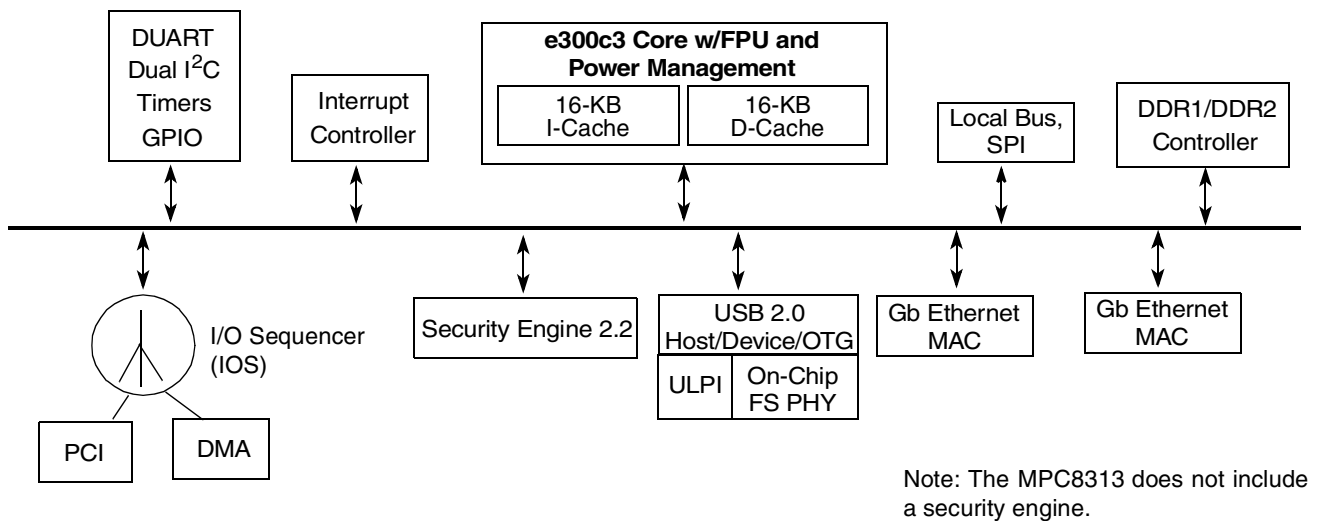 DUART
Dual I2C
Timers
GPIO
Interrupt
Controller
e300c3 Core w/FPU and
Power Management
16-KB
I-Cache
16-KB
D-Cache
Local Bus,
SPI
DDR1/DDR2
Controller
I/O Sequencer
(IOS)
PCI
DMA
Security Engine 2.2
USB 2.0
Host/Device/OTG
ULPI
On-Chip
FS PHY
Gb Ethernet
MAC
Gb Ethernet
MAC
Note: The MPC8313 does not include
a security engine.